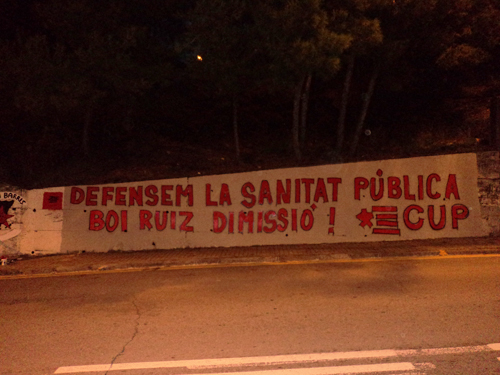 DEFENSEM LA SANITAT PÚBLICA
BOI RUIZ DIMISSIÓ! CUP